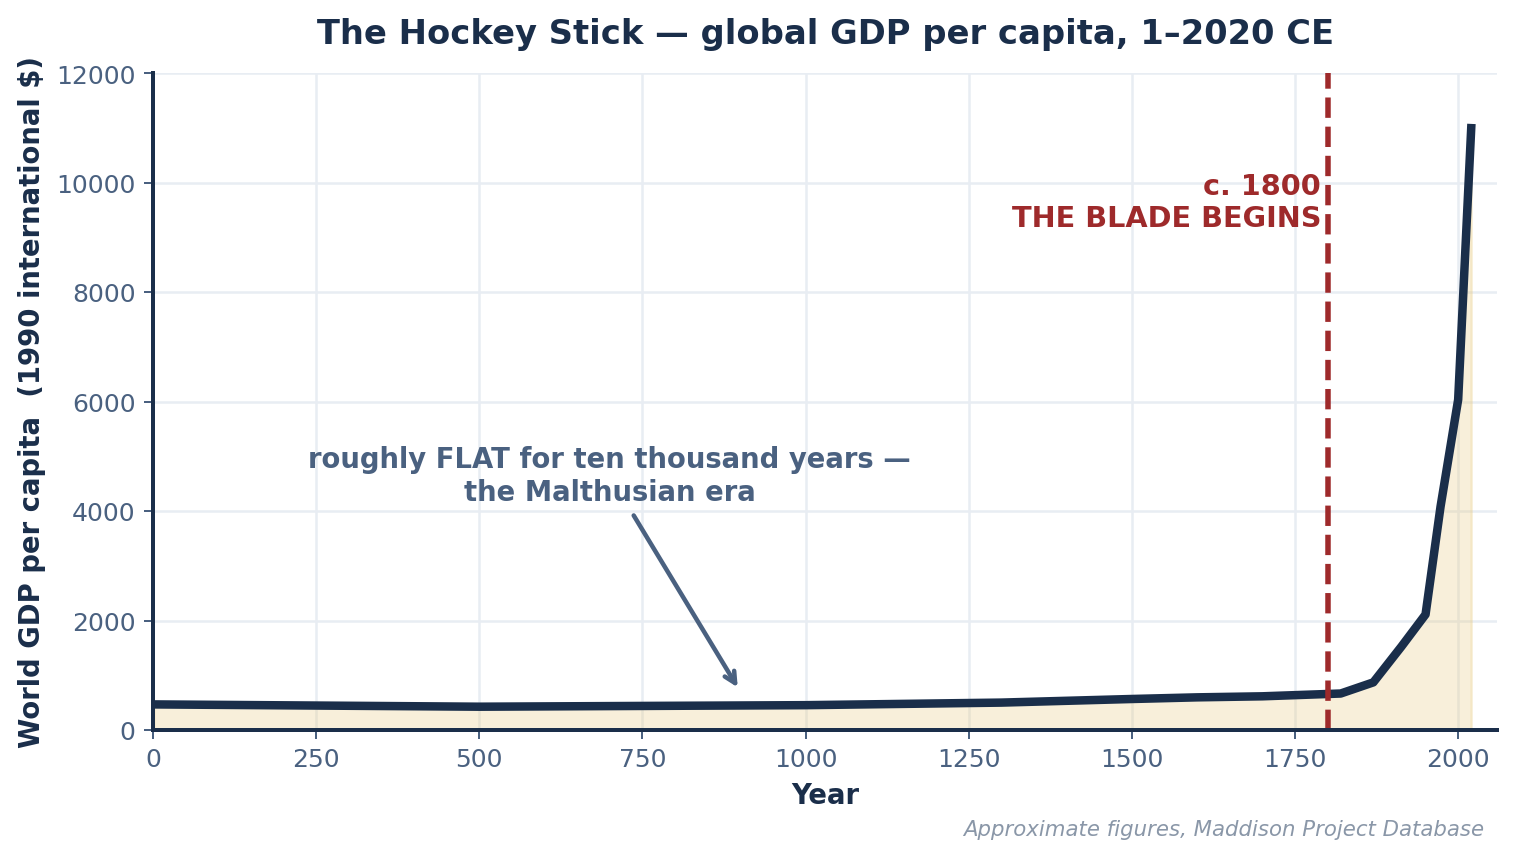 The Hockey Stick — global GDP per capita, 1–2020 CE
World GDP per capita  (1990 international $)
12000
10000
8000
6000
4000
2000
0
c. 1800
THE BLADE BEGINS
roughly FLAT for ten thousand years —
the Malthusian era
0 250 500 750 1000 1250 1500 1750 2000
Year
Approximate figures, Maddison Project Database